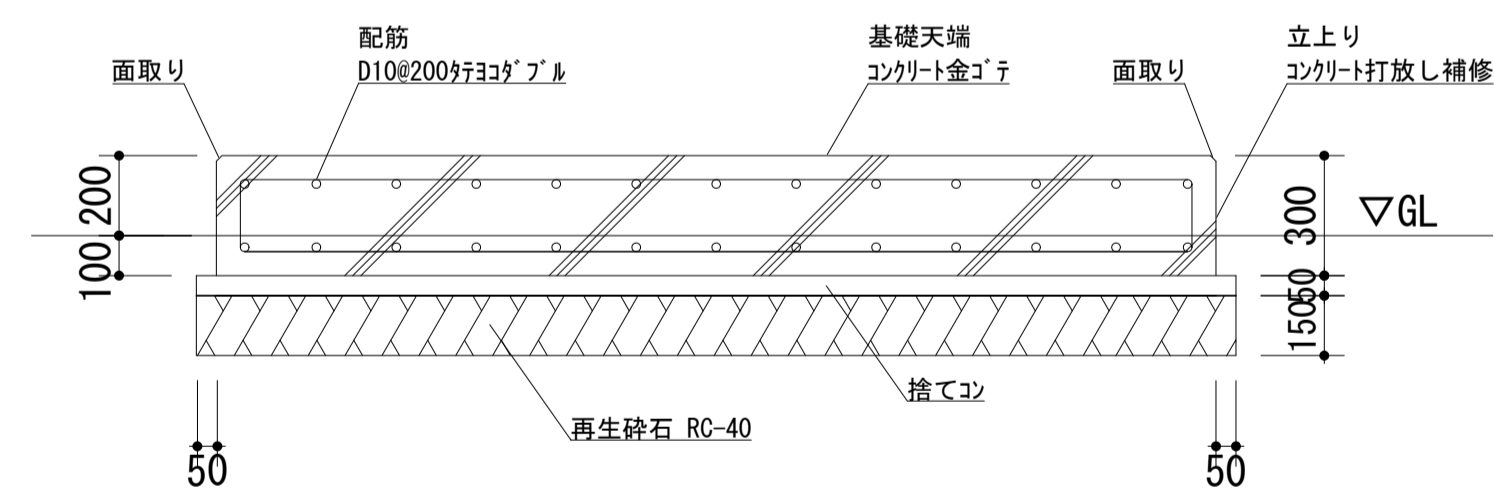 配筋
D10@200ﾀﾃﾖｺﾀﾞﾌﾞﾙ
面取り
基礎天端
ｺﾝｸﾘｰﾄ金ｺﾞﾃ
面取り
立上り
ｺﾝｸﾘｰﾄ打放し補修
200
100
300
50
150
▽GL
捨てｺﾝ
再生砕石 RC-40
50
50